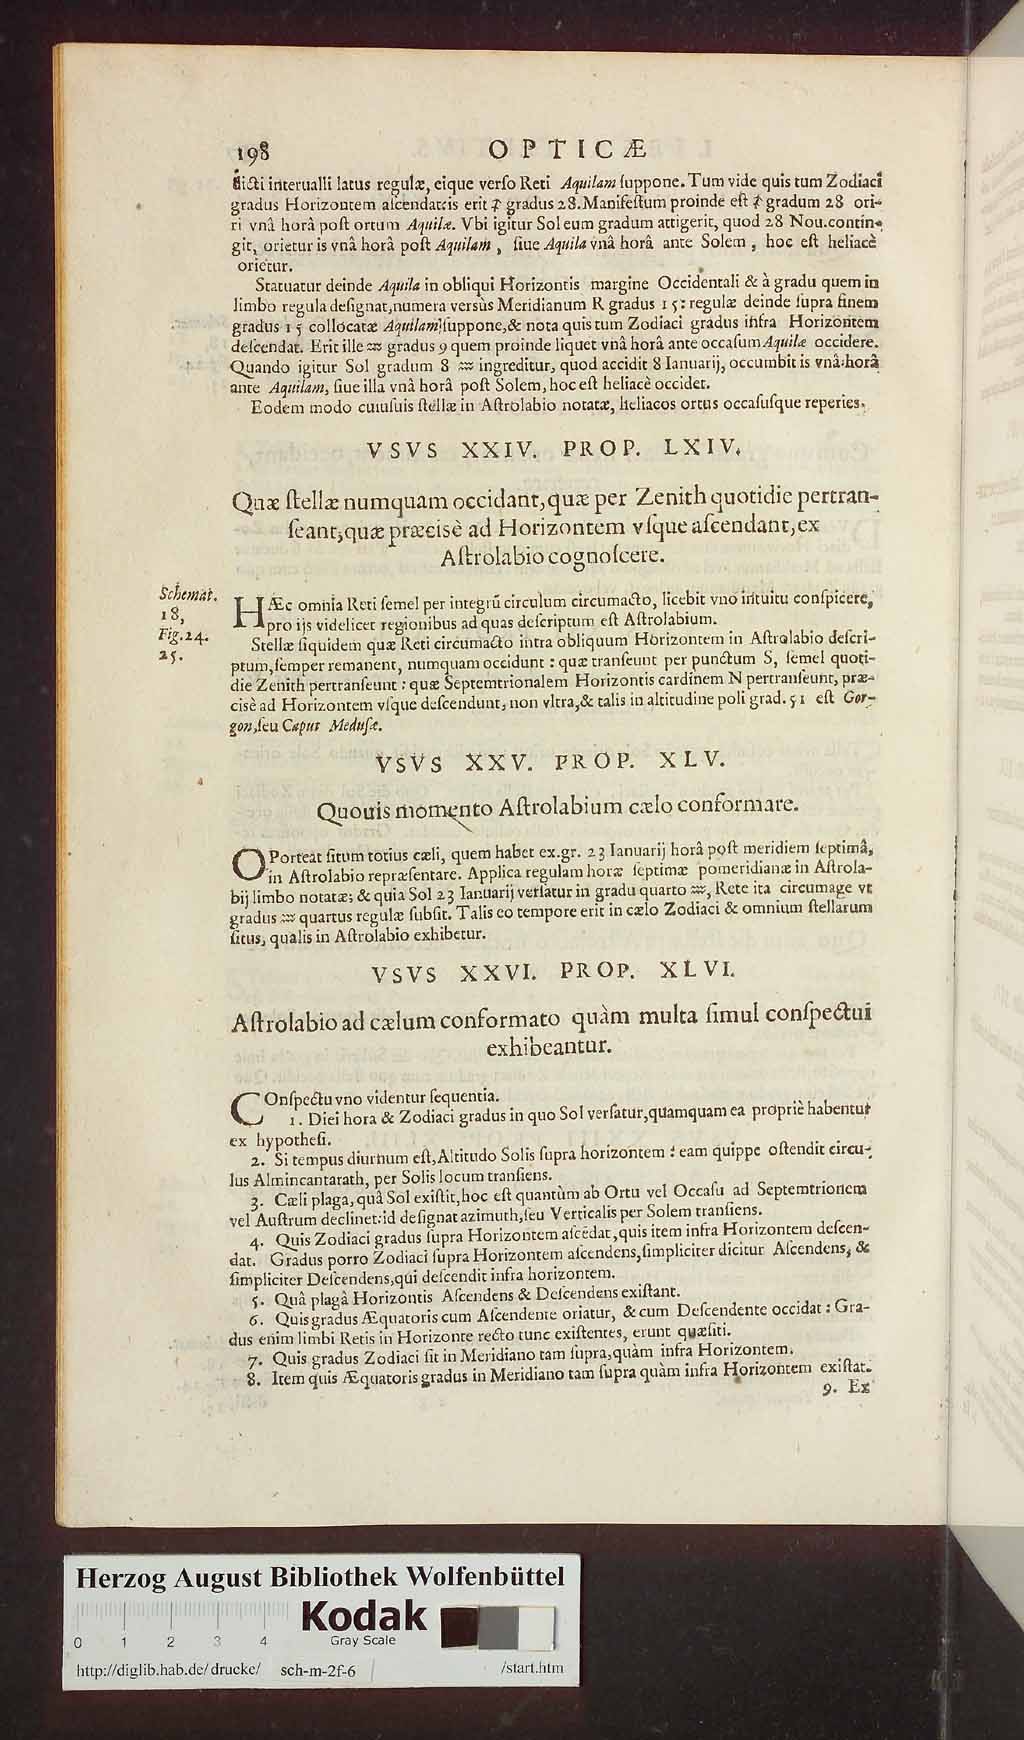 198 OPTICÆ
dicti interualli latus regulæ, eique verso Reti Aquilam suppone. Tum vide quis tum Zodiaci
gradus Horizontem ascendat: is erit ♐ gradus 28. Manifestum proinde est ♐ gradum 28 ori-
ri vnâ horâ post ortum Aquilæ. Vbi igitur Sol eum gradum attigerit, quod 28 Nou. contin-
git, orietur is vnâ horâ post Aquilam, siue Aquila vnâ horâ ante Solem, hoc est heliacè
orietur.
Statuatur deinde Aquila in obliqui Horizontis margine Occidentali & à gradu quem in
limbo regula designat, numera versùs Meridianum R gradus 15: regulæ deinde supra finem
gradus 15 collocatæ Aquilam suppone, & nota quis tum Zodiaci gradus infra Horizontem
descendat. Erit ille ♒ gradus 9 quem proinde liquet vnâ horâ ante occasum Aquilæ occidere.
Quando igitur Sol gradum 8 ♒ ingreditur, quod accidit 8 Ianuarij, occumbit is vnâ horâ
ante Aquilam, siue illa vnâ horâ post Solem, hoc est heliacè occidet.
Eodem modo cuiusuis stellæ in Astrolabio notatæ, heliacos ortus occasusque reperies.
VSVS XXIV. PROP. LXIV.
Quæ stellæ numquam occidant, quæ per Zenith quotidie pertran-
seant, quæ præcisè ad Horizontem vsque ascendant, ex
Astrolabio cognoscere.
Schemat.
18,
Fig. 24.
25.
HÆc omnia Reti semel per integrũ circulum circumacto, licebit vno intuitu conspicere,
pro ijs videlicet regionibus ad quas descriptum est Astrolabium.
Stellæ siquidem quæ Reti circumacto intra obliquum Horizontem in Astrolabio descri-
ptum, semper remanent, numquam occidunt: quæ transeunt per punctum S, semel quoti-
die Zenith pertranseunt: quæ Septemtrionalem Horizontis cardinem N pertranseunt, præ-
cisè ad Horizontem vsque descendunt, non vltra, & talis in altitudine poli grad. 51 est Gor-
gon, seu Caput Medusæ.
VSVS XXV. PROP. XLV.
Quouis momento Astrolabium cælo conformare.
OPorteat situm totius cæli, quem habet ex. gr. 23 Ianuarij horâ post meridiem septimâ,
in Astrolabio repræsentare. Applica regulam horæ septimæ pomeridianæ in Astrola-
bij limbo notatæ; & quia Sol 23 Ianuarij versatur in gradu quarto ♒, Rete ita circumage vt
gradus ♒ quartus regulæ subsit. Talis eo tempore erit in cælo Zodiaci & omnium stellarum
situs, qualis in Astrolabio exhibetur.
VSVS XXVI. PROP. XLVI.
Astrolabio ad cælum conformato quàm multa simul conspectui
exhibeantur.
COnspectu vno videntur sequentia.
1. Diei hora & Zodiaci gradus in quo Sol versatur, quamquam ea propriè habentur
ex hypothesi.
2. Si tempus diurnum est, Altitudo Solis supra horizontem: eam quippe ostendit circu-
lus Almincantarath, per Solis locum transiens.
3. Cæli plaga, quâ Sol existit, hoc est quantùm ab Ortu vel Occasu ad Septemtrionem
vel Austrum declinet: id designat azimuth, seu Verticalis per Solem transiens.
4. Quis Zodiaci gradus supra Horizontem ascẽdat, quis item infra Horizontem descen-
dat. Gradus porro Zodiaci supra Horizontem ascendens, simpliciter dicitur Ascendens, &
simpliciter Descendens, qui descendit infra horizontem.
5. Quâ plagâ Horizontis Ascendens & Descendens existant.
6. Quis gradus Æquatoris cum Ascendente oriatur, & cum Descendente occidat: Gra-
dus enim limbi Retis in Horizonte recto tunc existentes, erunt quæsiti.
7. Quis gradus Zodiaci sit in Meridiano tam supra, quàm infra Horizontem.
8. Item quis Æquatoris gradus in Meridiano tam supra quàm infra Horizontem existat.
9. Ex
Herzog August Bibliothek Wolfenbüttel
Kodak
0 1 2 3 4 Gray Scale
http://diglib.hab.de/drucke/ sch-m-2f-6 /start.htm